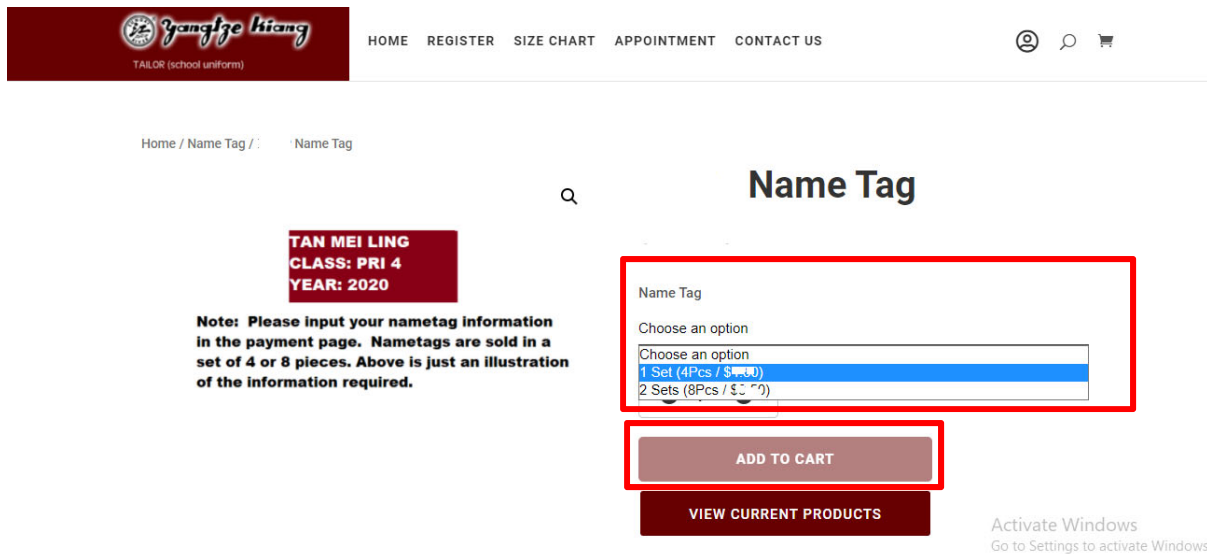 Yangtze Kiang
TAILOR (school uniform)
HOME REGISTER SIZE CHART APPOINTMENT CONTACT US
Home / Name Tag / Name Tag
Name Tag
TAN MEI LING
CLASS: PRI 4
YEAR: 2020
Note: Please input your nametag information
in the payment page. Nametags are sold in a
set of 4 or 8 pieces. Above is just an illustration
of the information required.
Name Tag
Choose an option
Choose an option
1 Set (4Pcs /
2 Sets (8Pcs /
ADD TO CART
VIEW CURRENT PRODUCTS
Activate Windows
Go to Settings to activate Windows